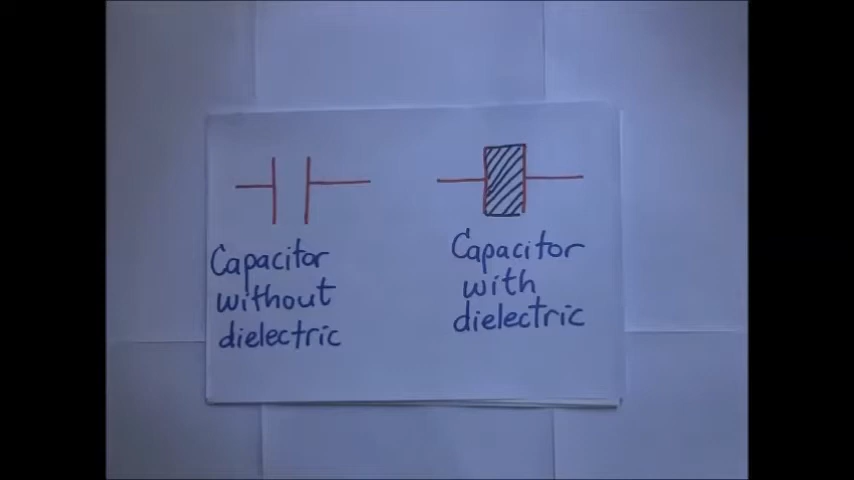 Capacitor
without
dielectric
Capacitor
with
dielectric